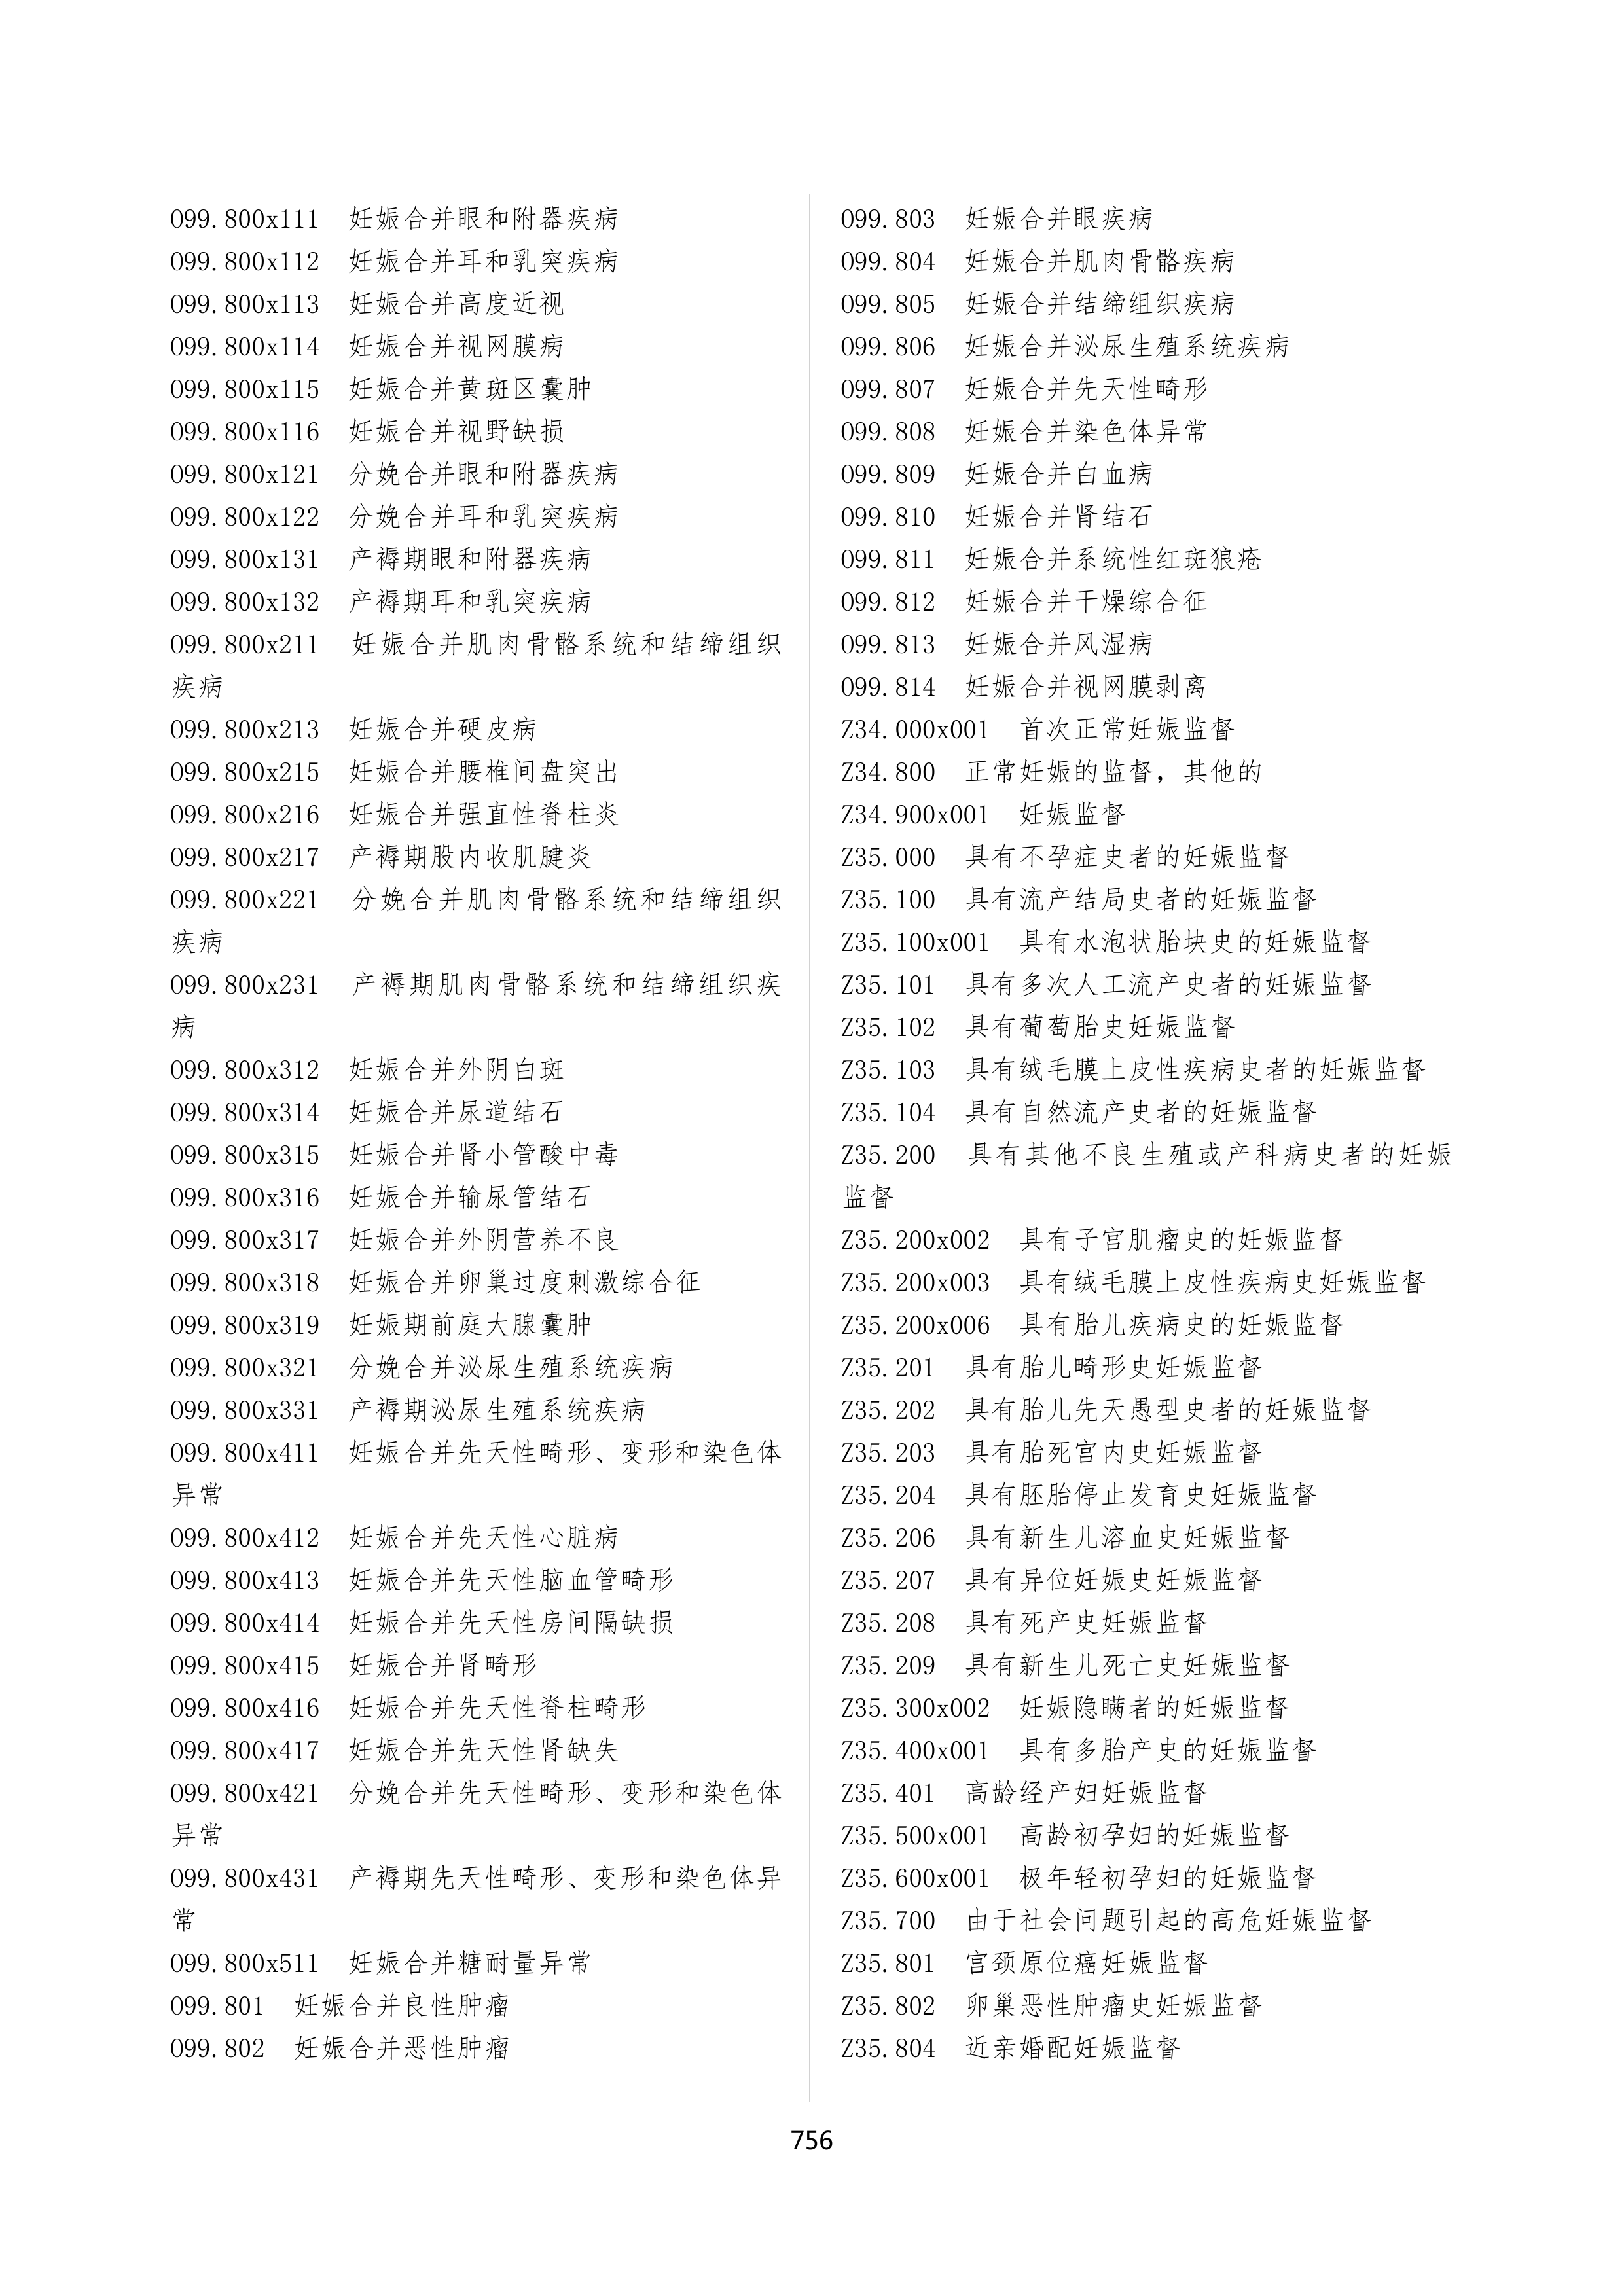 O99.800x111 妊娠合并眼和附器疾病
O99.800x112 妊娠合并耳和乳突疾病
O99.800x113 妊娠合并高度近视
O99.800x114 妊娠合并视网膜病
O99.800x115 妊娠合并黄斑区囊肿
O99.800x116 妊娠合并视野缺损
O99.800x121 分娩合并眼和附器疾病
O99.800x122 分娩合并耳和乳突疾病
O99.800x131 产褥期眼和附器疾病
O99.800x132 产褥期耳和乳突疾病
O99.800x211 妊娠合并肌肉骨骼系统和结缔组织
疾病
O99.800x213 妊娠合并硬皮病
O99.800x215 妊娠合并腰椎间盘突出
O99.800x216 妊娠合并强直性脊柱炎
O99.800x217 产褥期股内收肌腱炎
O99.800x221 分娩合并肌肉骨骼系统和结缔组织
疾病
O99.800x231 产褥期肌肉骨骼系统和结缔组织疾
病
O99.800x312 妊娠合并外阴白斑
O99.800x314 妊娠合并尿道结石
O99.800x315 妊娠合并肾小管酸中毒
O99.800x316 妊娠合并输尿管结石
O99.800x317 妊娠合并外阴营养不良
O99.800x318 妊娠合并卵巢过度刺激综合征
O99.800x319 妊娠期前庭大腺囊肿
O99.800x321 分娩合并泌尿生殖系统疾病
O99.800x331 产褥期泌尿生殖系统疾病
O99.800x411 妊娠合并先天性畸形、变形和染色体
异常
O99.800x412 妊娠合并先天性心脏病
O99.800x413 妊娠合并先天性脑血管畸形
O99.800x414 妊娠合并先天性房间隔缺损
O99.800x415 妊娠合并肾畸形
O99.800x416 妊娠合并先天性脊柱畸形
O99.800x417 妊娠合并先天性肾缺失
O99.800x421 分娩合并先天性畸形、变形和染色体
异常
O99.800x431 产褥期先天性畸形、变形和染色体异
常
O99.800x511 妊娠合并糖耐量异常
O99.801 妊娠合并良性肿瘤
O99.802 妊娠合并恶性肿瘤
O99.803 妊娠合并眼疾病
O99.804 妊娠合并肌肉骨骼疾病
O99.805 妊娠合并结缔组织疾病
O99.806 妊娠合并泌尿生殖系统疾病
O99.807 妊娠合并先天性畸形
O99.808 妊娠合并染色体异常
O99.809 妊娠合并白血病
O99.810 妊娠合并肾结石
O99.811 妊娠合并系统性红斑狼疮
O99.812 妊娠合并干燥综合征
O99.813 妊娠合并风湿病
O99.814 妊娠合并视网膜剥离
Z34.000x001 首次正常妊娠监督
Z34.800 正常妊娠的监督，其他的
Z34.900x001 妊娠监督
Z35.000 具有不孕症史者的妊娠监督
Z35.100 具有流产结局史者的妊娠监督
Z35.100x001 具有水泡状胎块史的妊娠监督
Z35.101 具有多次人工流产史者的妊娠监督
Z35.102 具有葡萄胎史妊娠监督
Z35.103 具有绒毛膜上皮性疾病史者的妊娠监督
Z35.104 具有自然流产史者的妊娠监督
Z35.200 具有其他不良生殖或产科病史者的妊娠
监督
Z35.200x002 具有子宫肌瘤史的妊娠监督
Z35.200x003 具有绒毛膜上皮性疾病史妊娠监督
Z35.200x006 具有胎儿疾病史的妊娠监督
Z35.201 具有胎儿畸形史妊娠监督
Z35.202 具有胎儿先天愚型史者的妊娠监督
Z35.203 具有胎死宫内史妊娠监督
Z35.204 具有胚胎停止发育史妊娠监督
Z35.206 具有新生儿溶血史妊娠监督
Z35.207 具有异位妊娠史妊娠监督
Z35.208 具有死产史妊娠监督
Z35.209 具有新生儿死亡史妊娠监督
Z35.300x002 妊娠隐瞒者的妊娠监督
Z35.400x001 具有多胎产史的妊娠监督
Z35.401 高龄经产妇妊娠监督
Z35.500x001 高龄初孕妇的妊娠监督
Z35.600x001 极年轻初孕妇的妊娠监督
Z35.700 由于社会问题引起的高危妊娠监督
Z35.801 宫颈原位癌妊娠监督
Z35.802 卵巢恶性肿瘤史妊娠监督
Z35.804 近亲婚配妊娠监督
756